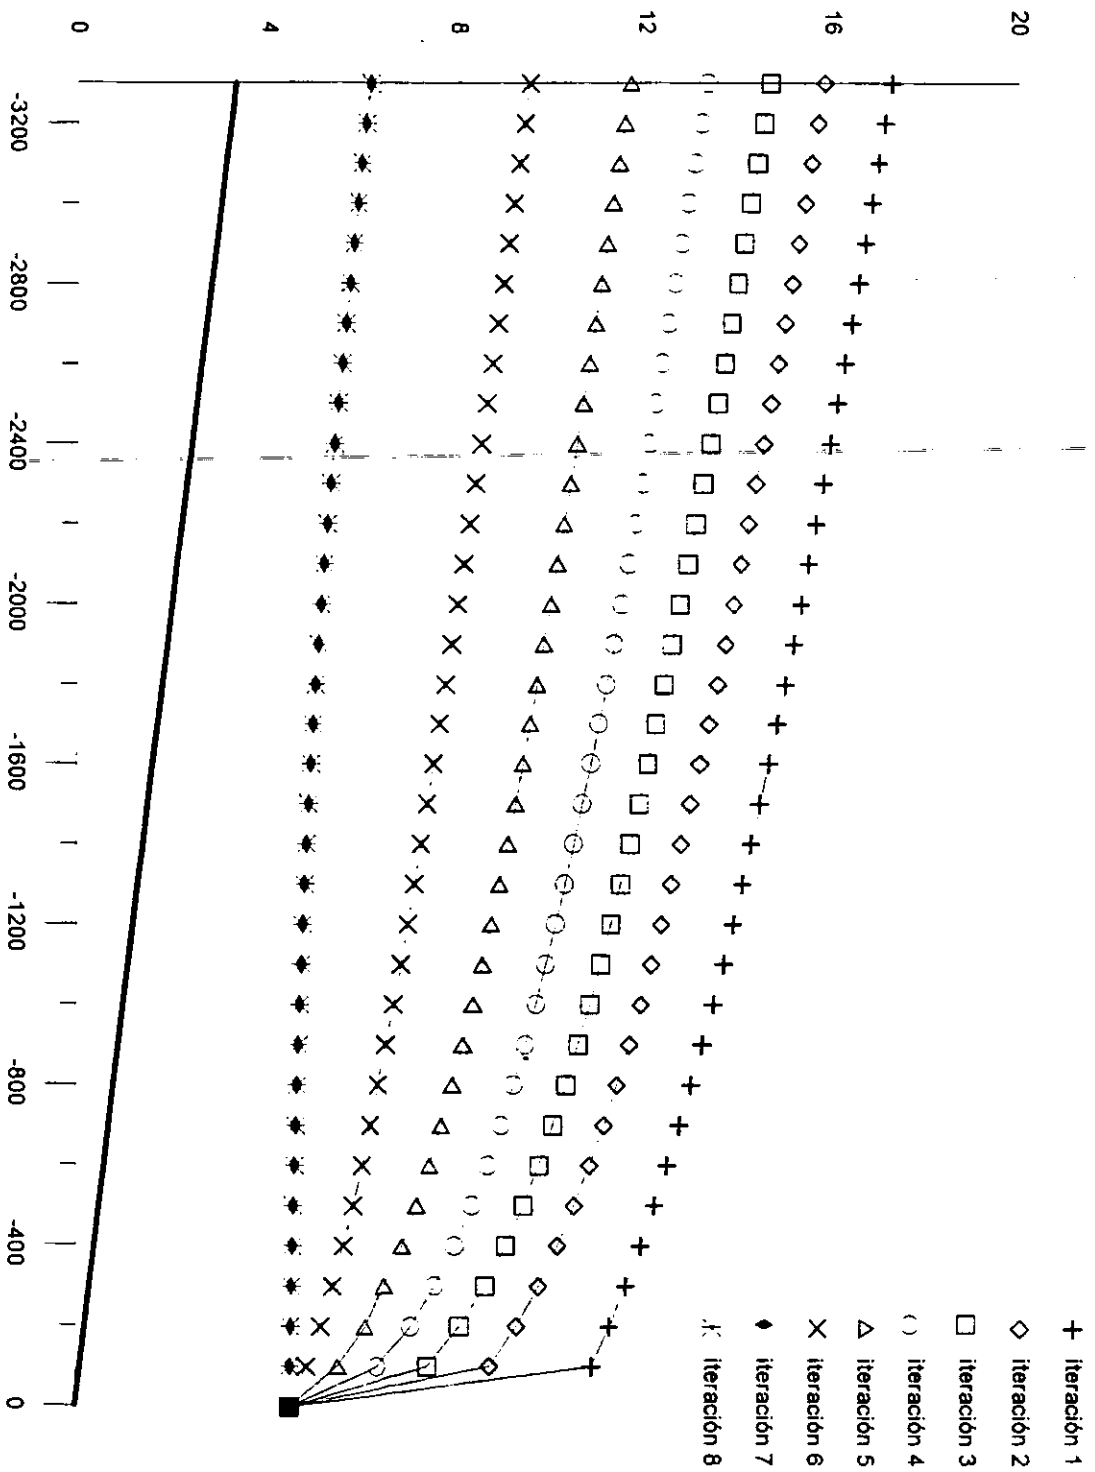 20
16
12
8
4
0
-3200
-2800
-2400
-2000
-1600
-1200
-800
-400
0
iteración 1
iteración 2
iteración 3
iteración 4
iteración 5
iteración 6
iteración 7
iteración 8